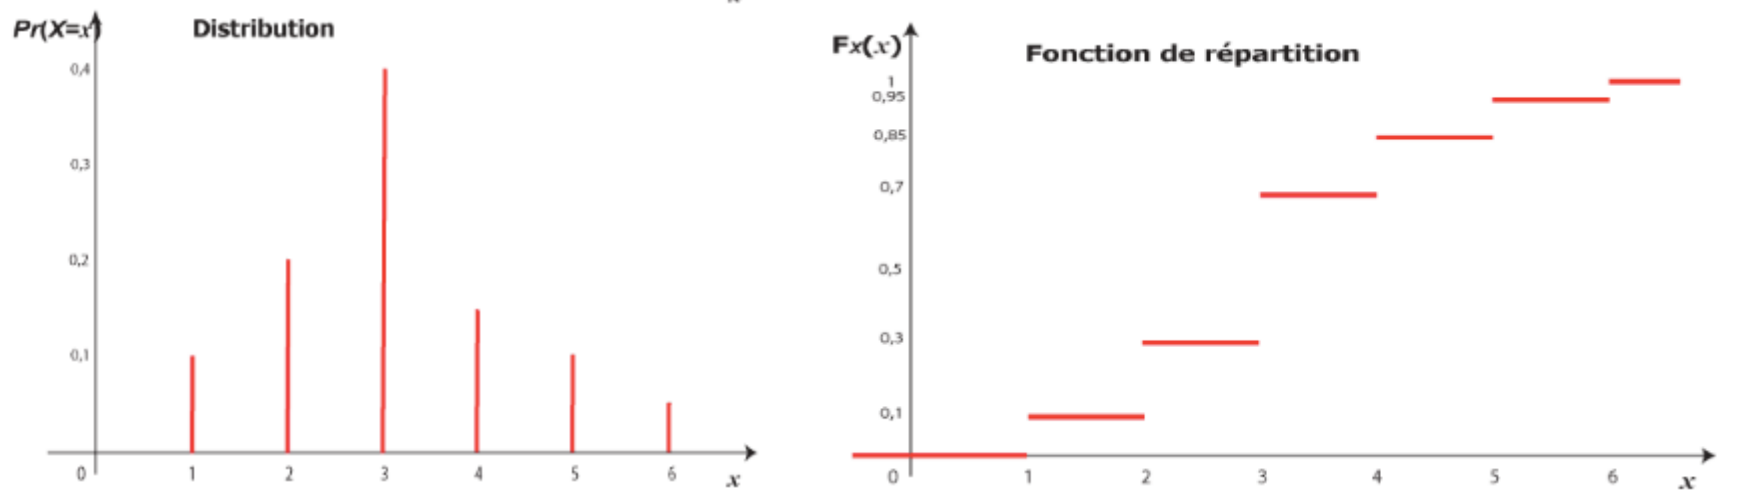 Pr(X=x)
Distribution
0,4
0,3
0,2
0,1
0
1 2 3 4 5 6
x
Fx(x)
Fonction de répartition
1
0,95
0,85
0,7
0,5
0,3
0,1
0
1 2 3 4 5 6
x